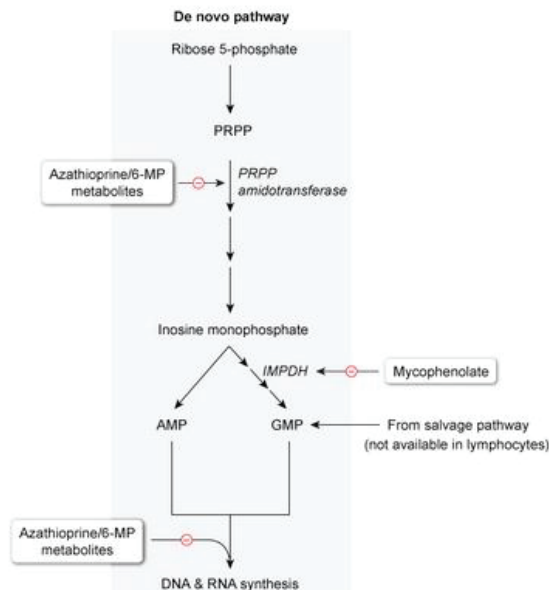 De novo pathway
Ribose 5-phosphate
PRPP
Azathioprine/6-MP
metabolites
PRPP
amidotransferase
Inosine monophosphate
IMPDH
Mycophenolate
AMP
GMP
From salvage pathway
(not available in lymphocytes)
Azathioprine/6-MP
metabolites
DNA & RNA synthesis